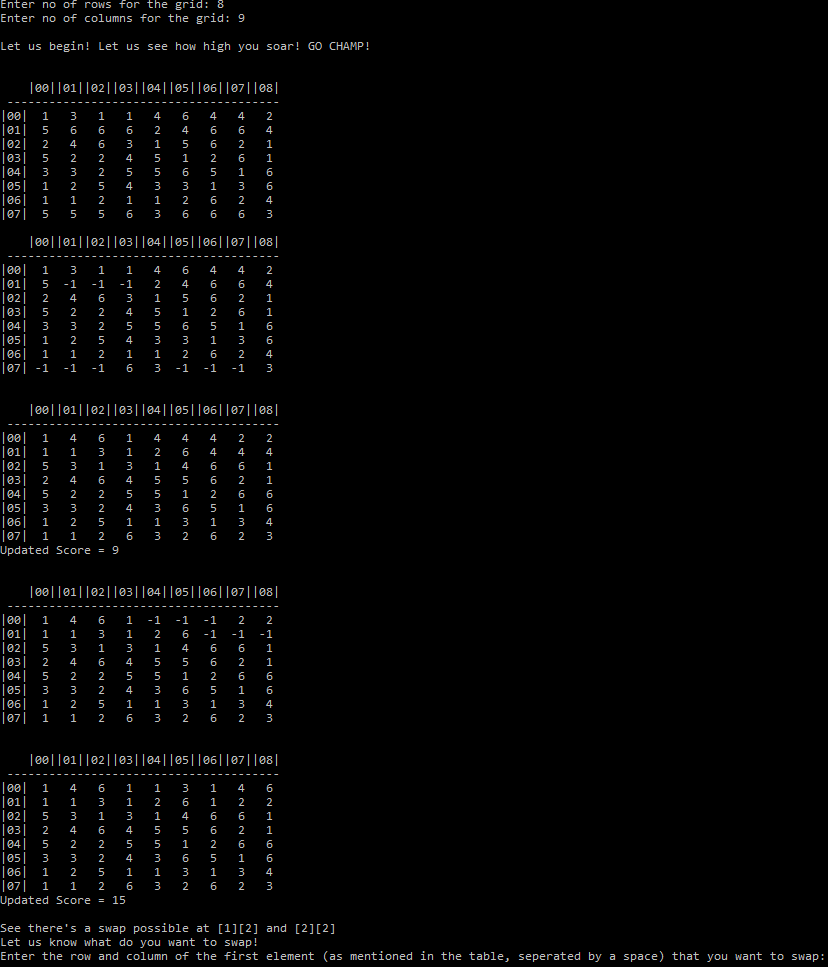 Enter no of rows for the grid: 8
Enter no of columns for the grid: 9
Let us begin! Let us see how high you soar! GO CHAMP!
|00||01||02||03||04||05||06||07||08|
---------------------------------------
|00| 1 3 1 1 4 6 4 4 2
|01| 5 6 6 6 2 4 6 6 4
|02| 2 4 6 3 1 5 6 2 1
|03| 5 2 2 4 5 1 2 6 1
|04| 3 3 2 5 5 6 5 1 6
|05| 1 2 5 4 3 3 1 3 6
|06| 1 1 2 1 1 2 6 2 4
|07| 5 5 5 6 3 6 6 6 3
|00||01||02||03||04||05||06||07||08|
---------------------------------------
|00| 1 3 1 1 4 6 4 4 2
|01| 5 -1 -1 -1 2 4 6 6 4
|02| 2 4 6 3 1 5 6 2 1
|03| 5 2 2 4 5 1 2 6 1
|04| 3 3 2 5 5 6 5 1 6
|05| 1 2 5 4 3 3 1 3 6
|06| 1 1 2 1 1 2 6 2 4
|07| -1 -1 -1 6 3 -1 -1 -1 3
|00||01||02||03||04||05||06||07||08|
---------------------------------------
|00| 1 4 6 1 4 4 4 2 2
|01| 1 1 3 1 2 6 4 4 4
|02| 5 3 1 3 1 4 6 6 1
|03| 2 4 6 4 5 5 6 2 1
|04| 5 2 2 5 5 1 2 6 6
|05| 3 3 2 4 3 6 5 1 6
|06| 1 2 5 1 1 3 1 3 4
|07| 1 1 2 6 3 2 6 2 3
Updated Score = 9
|00||01||02||03||04||05||06||07||08|
---------------------------------------
|00| 1 4 6 1 -1 -1 -1 2 2
|01| 1 1 3 1 2 6 -1 -1 -1
|02| 5 3 1 3 1 4 6 6 1
|03| 2 4 6 4 5 5 6 2 1
|04| 5 2 2 5 5 1 2 6 6
|05| 3 3 2 4 3 6 5 1 6
|06| 1 2 5 1 1 3 1 3 4
|07| 1 1 2 6 3 2 6 2 3
|00||01||02||03||04||05||06||07||08|
---------------------------------------
|00| 1 4 6 1 1 3 1 4 6
|01| 1 1 3 1 2 6 1 2 2
|02| 5 3 1 3 1 4 6 6 1
|03| 2 4 6 4 5 5 6 2 1
|04| 5 2 2 5 5 1 2 6 6
|05| 3 3 2 4 3 6 5 1 6
|06| 1 2 5 1 1 3 1 3 4
|07| 1 1 2 6 3 2 6 2 3
Updated Score = 15
See there's a swap possible at [1][2] and [2][2]
Let us know what do you want to swap!
Enter the row and column of the first element (as mentioned in the table, seperated by a space) that you want to swap: